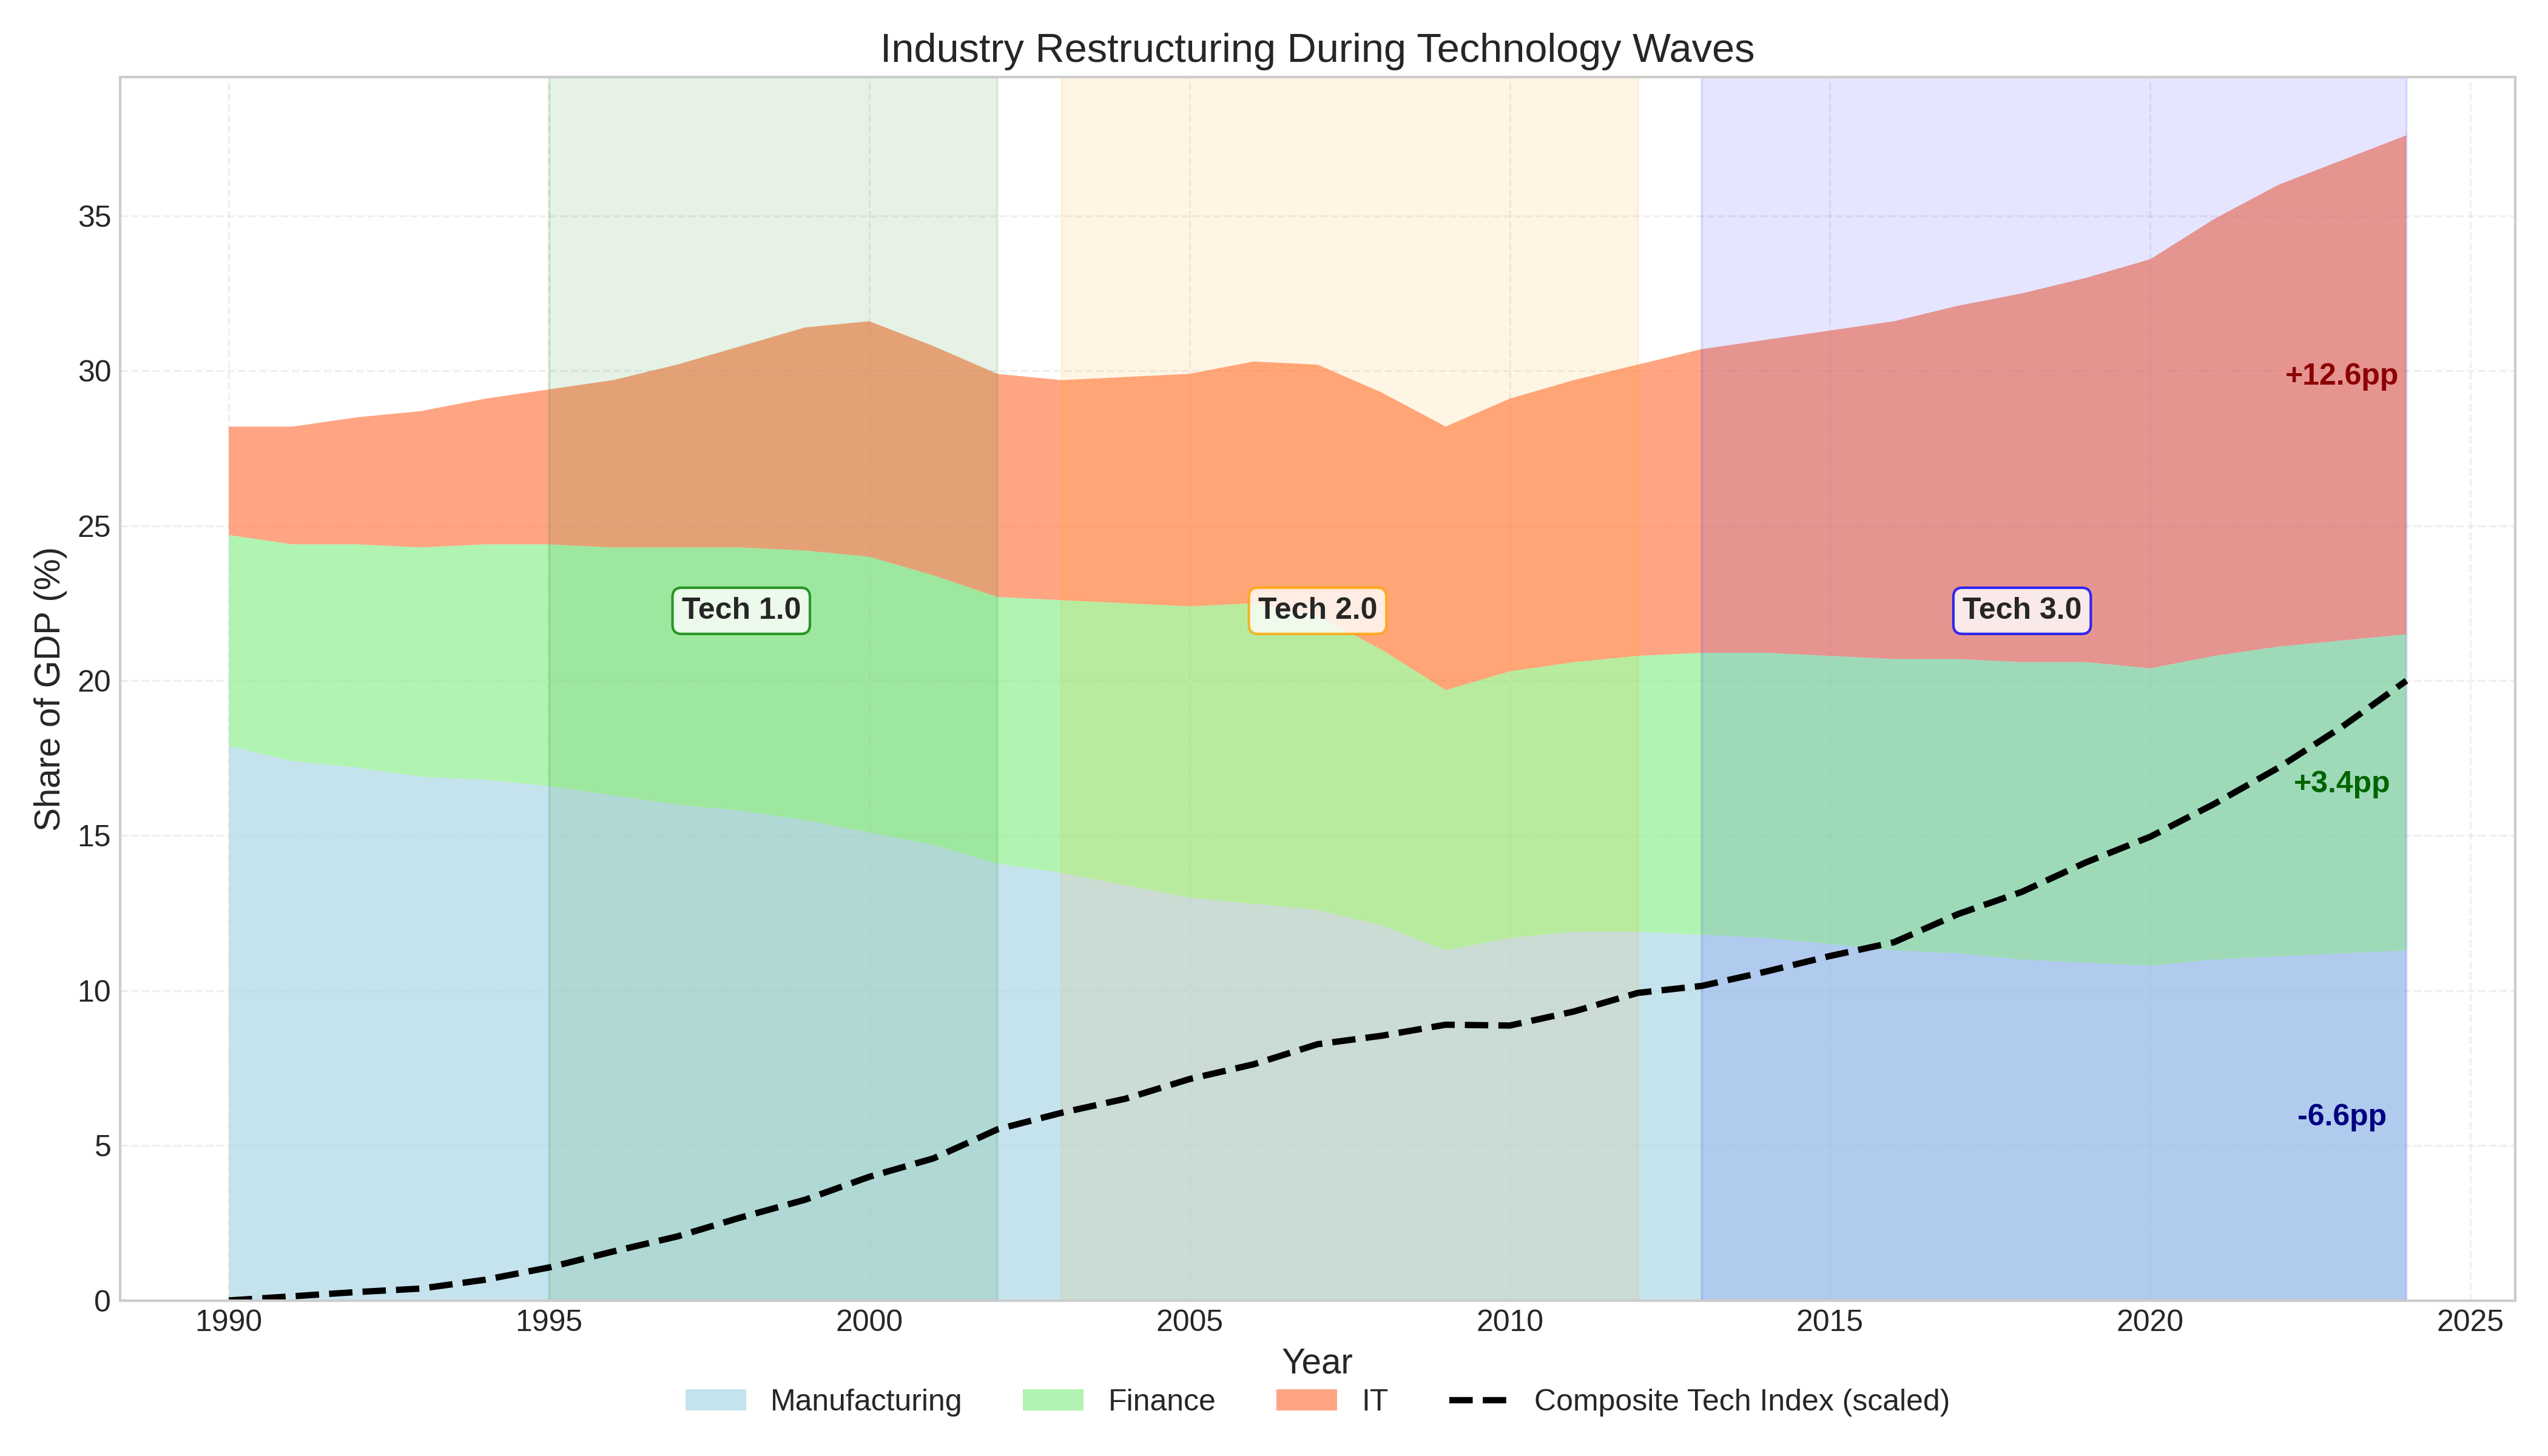 Industry Restructuring During Technology Waves
Share of GDP (%)
35
30
25
20
15
10
5
0
Tech 1.0
Tech 2.0
Tech 3.0
+12.6pp
+3.4pp
-6.6pp
1990
1995
2000
2005
2010
2015
2020
2025
Year
Manufacturing
Finance
IT
Composite Tech Index (scaled)